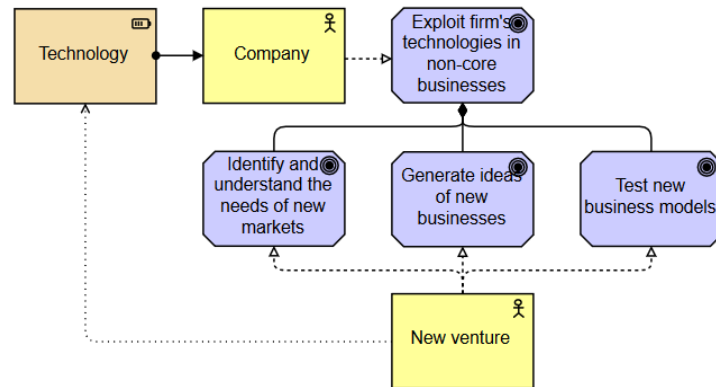 Technology
Company
Exploit firm's
technologies in
non-core
businesses
Identify and
understand the
needs of new
markets
Generate ideas
of new
businesses
Test new
business models
New venture